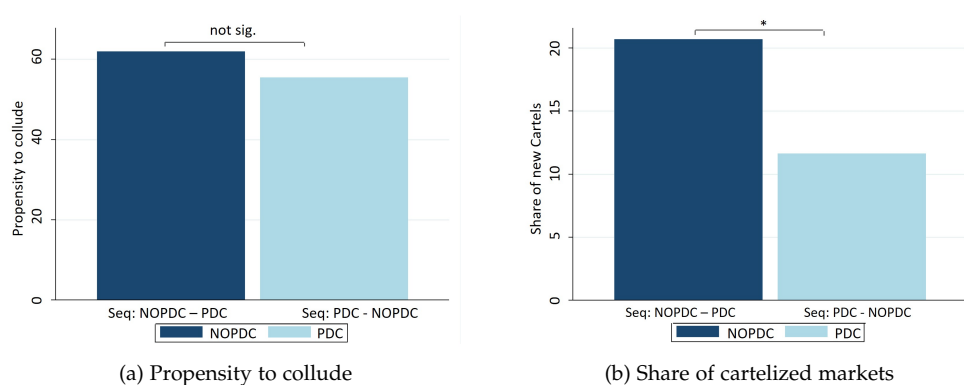 not sig.
Propensity to collude
0
20
40
60
Seq: NOPDC – PDC
Seq: PDC - NOPDC
NOPDC
PDC
(a) Propensity to collude
*
Share of new Cartels
0
5
10
15
20
Seq: NOPDC – PDC
Seq: PDC - NOPDC
NOPDC
PDC
(b) Share of cartelized markets